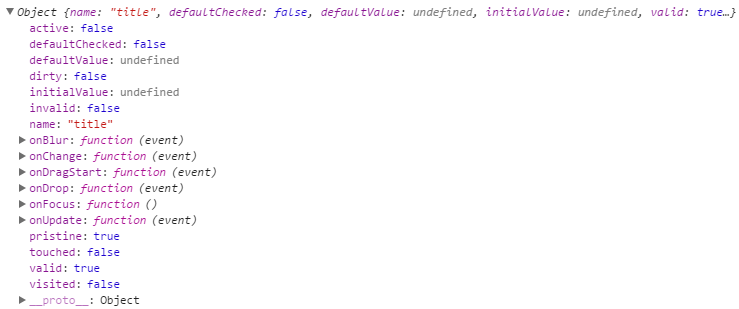 Object {name: "title", defaultChecked: false, defaultValue: undefined, initialValue: undefined, valid: true…}
active: false
defaultChecked: false
defaultValue: undefined
dirty: false
initialValue: undefined
invalid: false
name: "title"
onBlur: function (event)
onChange: function (event)
onDragStart: function (event)
onDrop: function (event)
onFocus: function ()
onUpdate: function (event)
pristine: true
touched: false
valid: true
visited: false
__proto__: Object